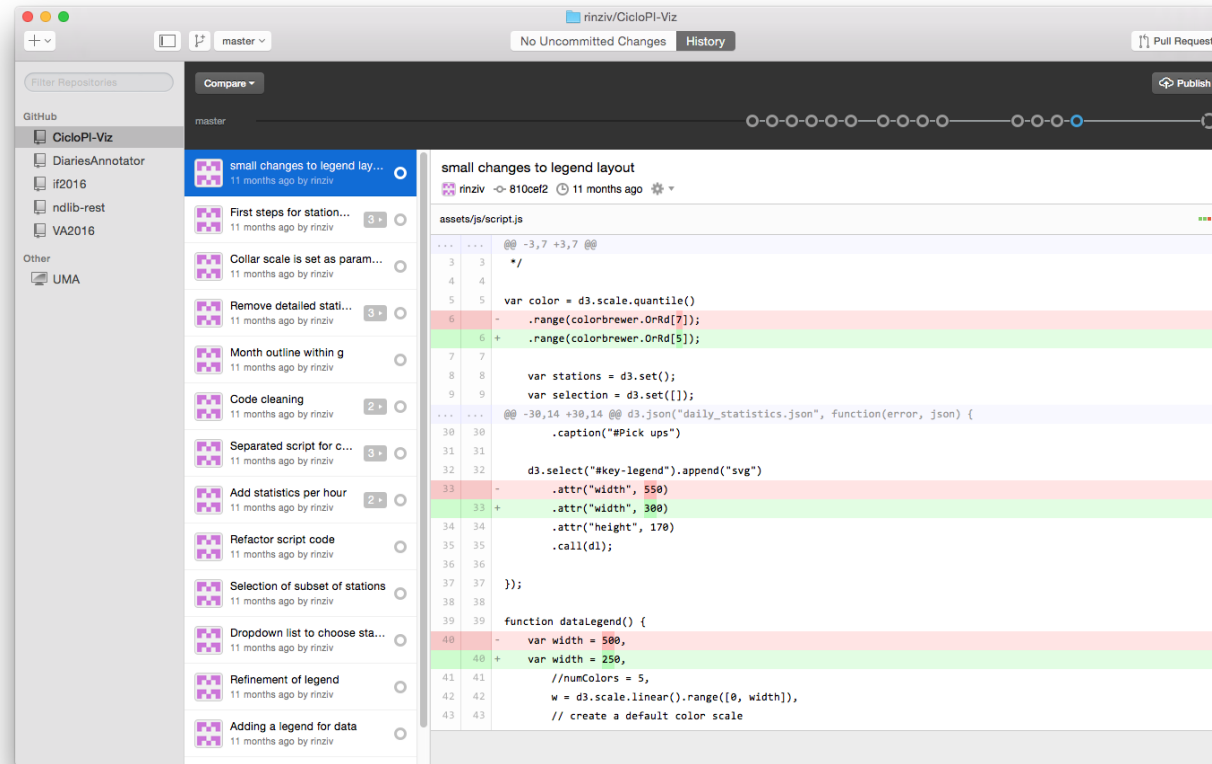 rinziv/CicloPI-Viz
master
No Uncommitted Changes
History
Pull Request
Filter Repositories
GitHub
CicloPI-Viz
DiariesAnnotator
if2016
ndlib-rest
VA2016
Other
UMA
Compare
Publish
master
small changes to legend lay...
11 months ago by rinziv
First steps for station...
11 months ago by rinziv
3
Collar scale is set as param...
11 months ago by rinziv
Remove detailed stati...
11 months ago by rinziv
3
Month outline within g
11 months ago by rinziv
Code cleaning
11 months ago by rinziv
2
Separated script for c...
11 months ago by rinziv
3
Add statistics per hour
11 months ago by rinziv
2
Refactor script code
11 months ago by rinziv
Selection of subset of stations
11 months ago by rinziv
Dropdown list to choose sta...
11 months ago by rinziv
Refinement of legend
11 months ago by rinziv
Adding a legend for data
11 months ago by rinziv
small changes to legend layout
rinziv 810cef2 11 months ago
assets/js/script.js
... ... @@ -3,7 +3,7 @@
3 3 */
4 4
5 5 var color = d3.scale.quantile()
6 - .range(colorbrewer.OrRd[7]);
6 + .range(colorbrewer.OrRd[5]);
7 7
8 8 var stations = d3.set();
9 9 var selection = d3.set([]);
... ... @@ -30,14 +30,14 @@ d3.json("daily_statistics.json", function(error, json) {
30 30 .caption("#Pick ups")
31 31
32 32 d3.select("#key-legend").append("svg")
33 - .attr("width", 550)
33 + .attr("width", 300)
34 34 .attr("height", 170)
35 35 .call(dl);
36 36
37 37 });
38 38
39 39 function dataLegend() {
40 - var width = 500,
40 + var width = 250,
41 41 //numColors = 5,
42 42 w = d3.scale.linear().range([0, width]),
43 43 // create a default color scale